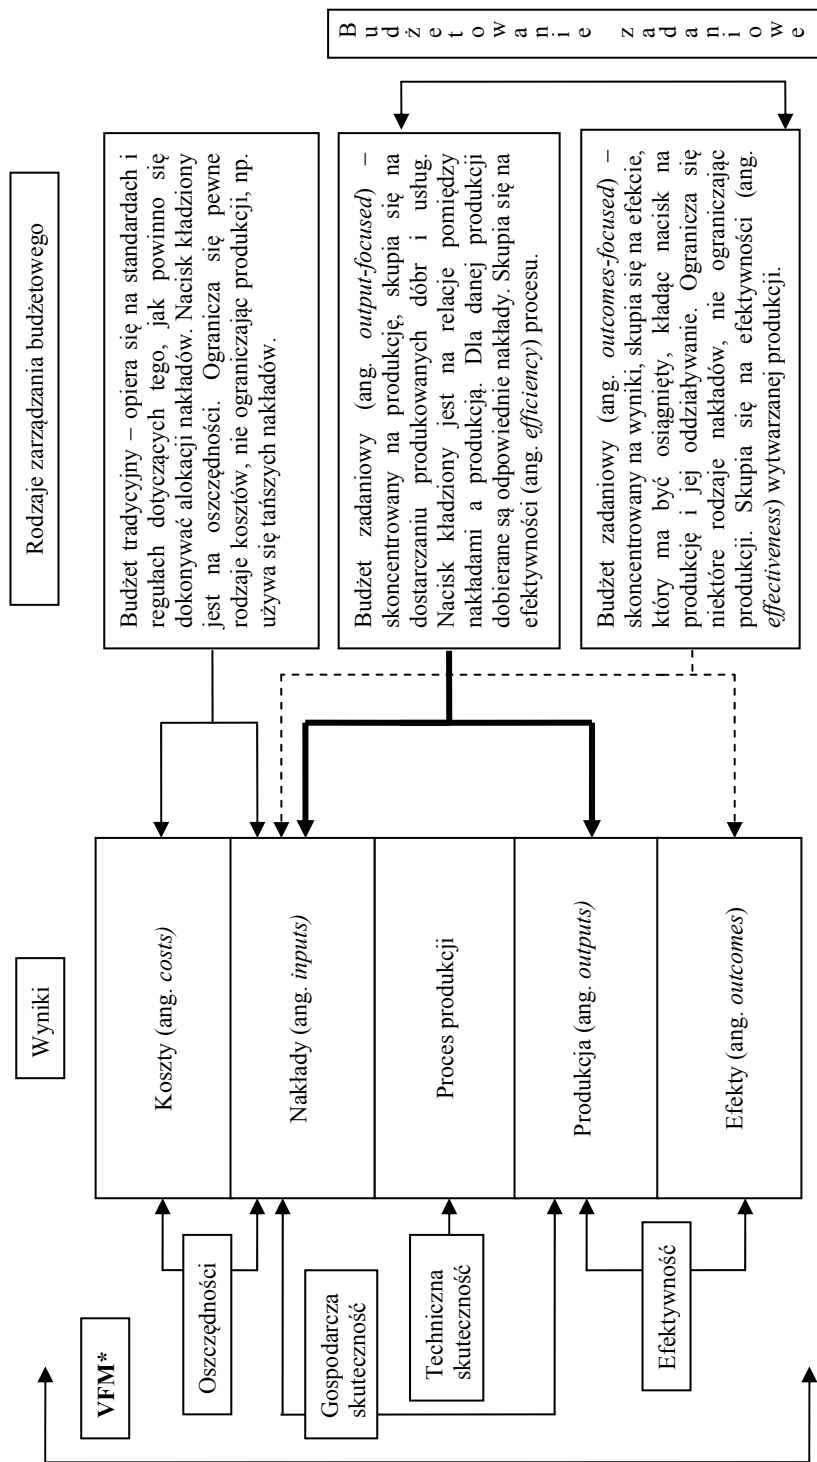 VFM*
Wyniki
Rodzaje zarządzania budżetowego
Oszczędności
Gospodarcza
skuteczność
Techniczna
skuteczność
Efektywność
Koszty (ang. costs)
Nakłady (ang. inputs)
Proces produkcji
Produkcja (ang. outputs)
Efekty (ang. outcomes)
Budżet tradycyjny – opiera się na standardach i
regułach dotyczących tego, jak powinno się
dokonywać alokacji nakładów. Nacisk kładziony
jest na oszczędności. Ogranicza się pewne
rodzaje kosztów, nie ograniczając produkcji, np.
używa się tańszych nakładów.
Budżet zadaniowy (ang. output-focused) –
skoncentrowany na produkcję, skupia się na
dostarczaniu produkowanych dóbr i usług.
Nacisk kładziony jest na relacje pomiędzy
nakładami a produkcją. Dla danej produkcji
dobierane są odpowiednie nakłady. Skupia się na
efektywności (ang. efficiency) procesu.
Budżet zadaniowy (ang. outcomes-focused) –
skoncentrowany na wyniki, skupia się na efekcie,
który ma być osiągnięty, kładąc nacisk na
produkcję i jej oddziaływanie. Ogranicza się
niektóre rodzaje nakładów, nie ograniczając
produkcji. Skupia się na efektywności (ang.
effectiveness) wytwarzanej produkcji.
Budżetowanie zadaniowe